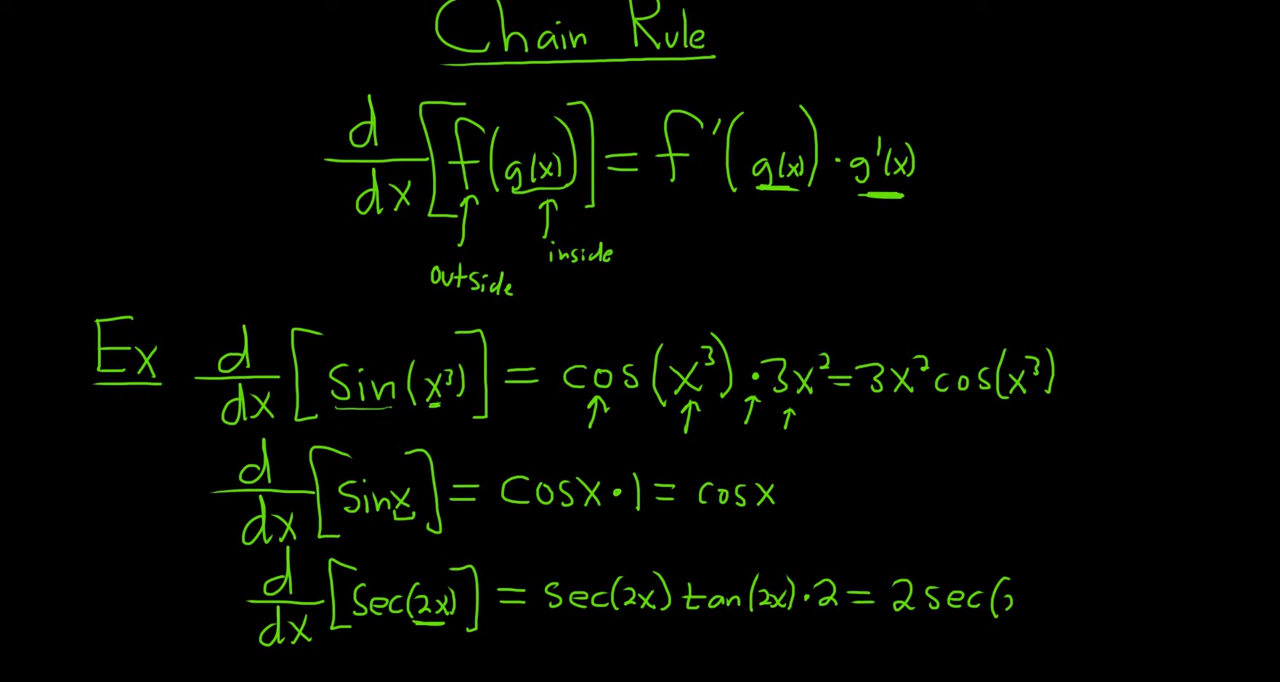 Chain Rule
d/dx [f(g(x))] = f'(g(x)) · g'(x)
outside inside
Ex d/dx [Sin(x³)] = cos(x³) · 3x² = 3x² cos(x³)
d/dx [Sinx] = Cosx · 1 = cosx
d/dx [Sec(2x)] = Sec(2x) tan(2x) · 2 = 2 sec(